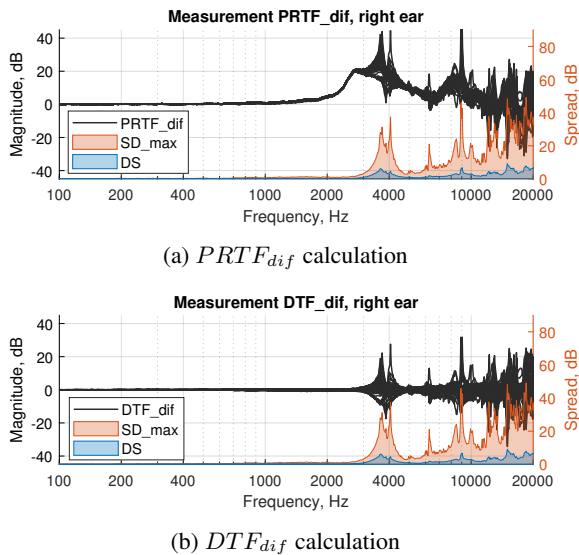 Measurement PRTF_dif, right ear
Magnitude, dB
40
20
0
-20
-40
80
60
40
20
0
Spread, dB
PRTF_dif
SD_max
DS
100 200 400 1000 2000 4000 10000 20000
Frequency, Hz
(a) PRTF_dif calculation
Measurement DTF_dif, right ear
Magnitude, dB
40
20
0
-20
-40
80
60
40
20
0
Spread, dB
DTF_dif
SD_max
DS
100 200 400 1000 2000 4000 10000 20000
Frequency, Hz
(b) DTF_dif calculation